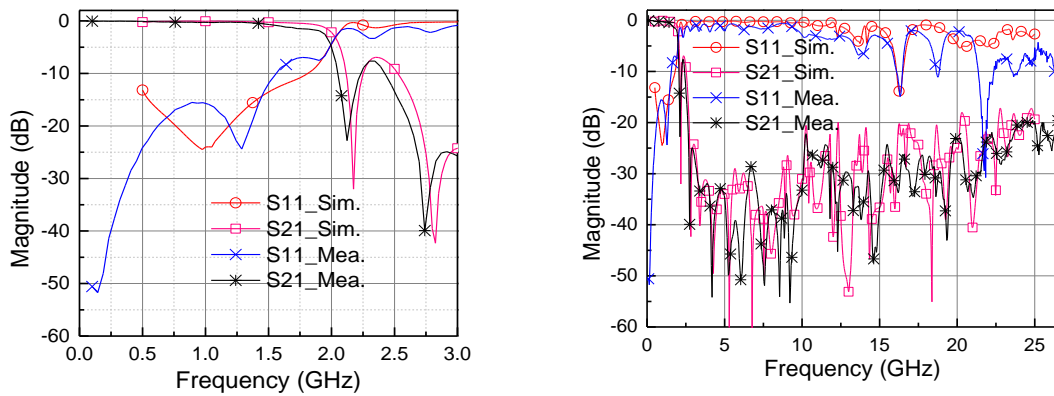 0
-10
-20
-30
-40
-50
-60
Magnitude (dB)
S11_Sim.
S21_Sim.
S11_Mea.
S21_Mea.
0.0 0.5 1.0 1.5 2.0 2.5 3.0
Frequency (GHz)
0
-10
-20
-30
-40
-50
-60
Magnitude (dB)
S11_Sim.
S21_Sim.
S11_Mea.
S21_Mea.
0 5 10 15 20 25
Frequency (GHz)